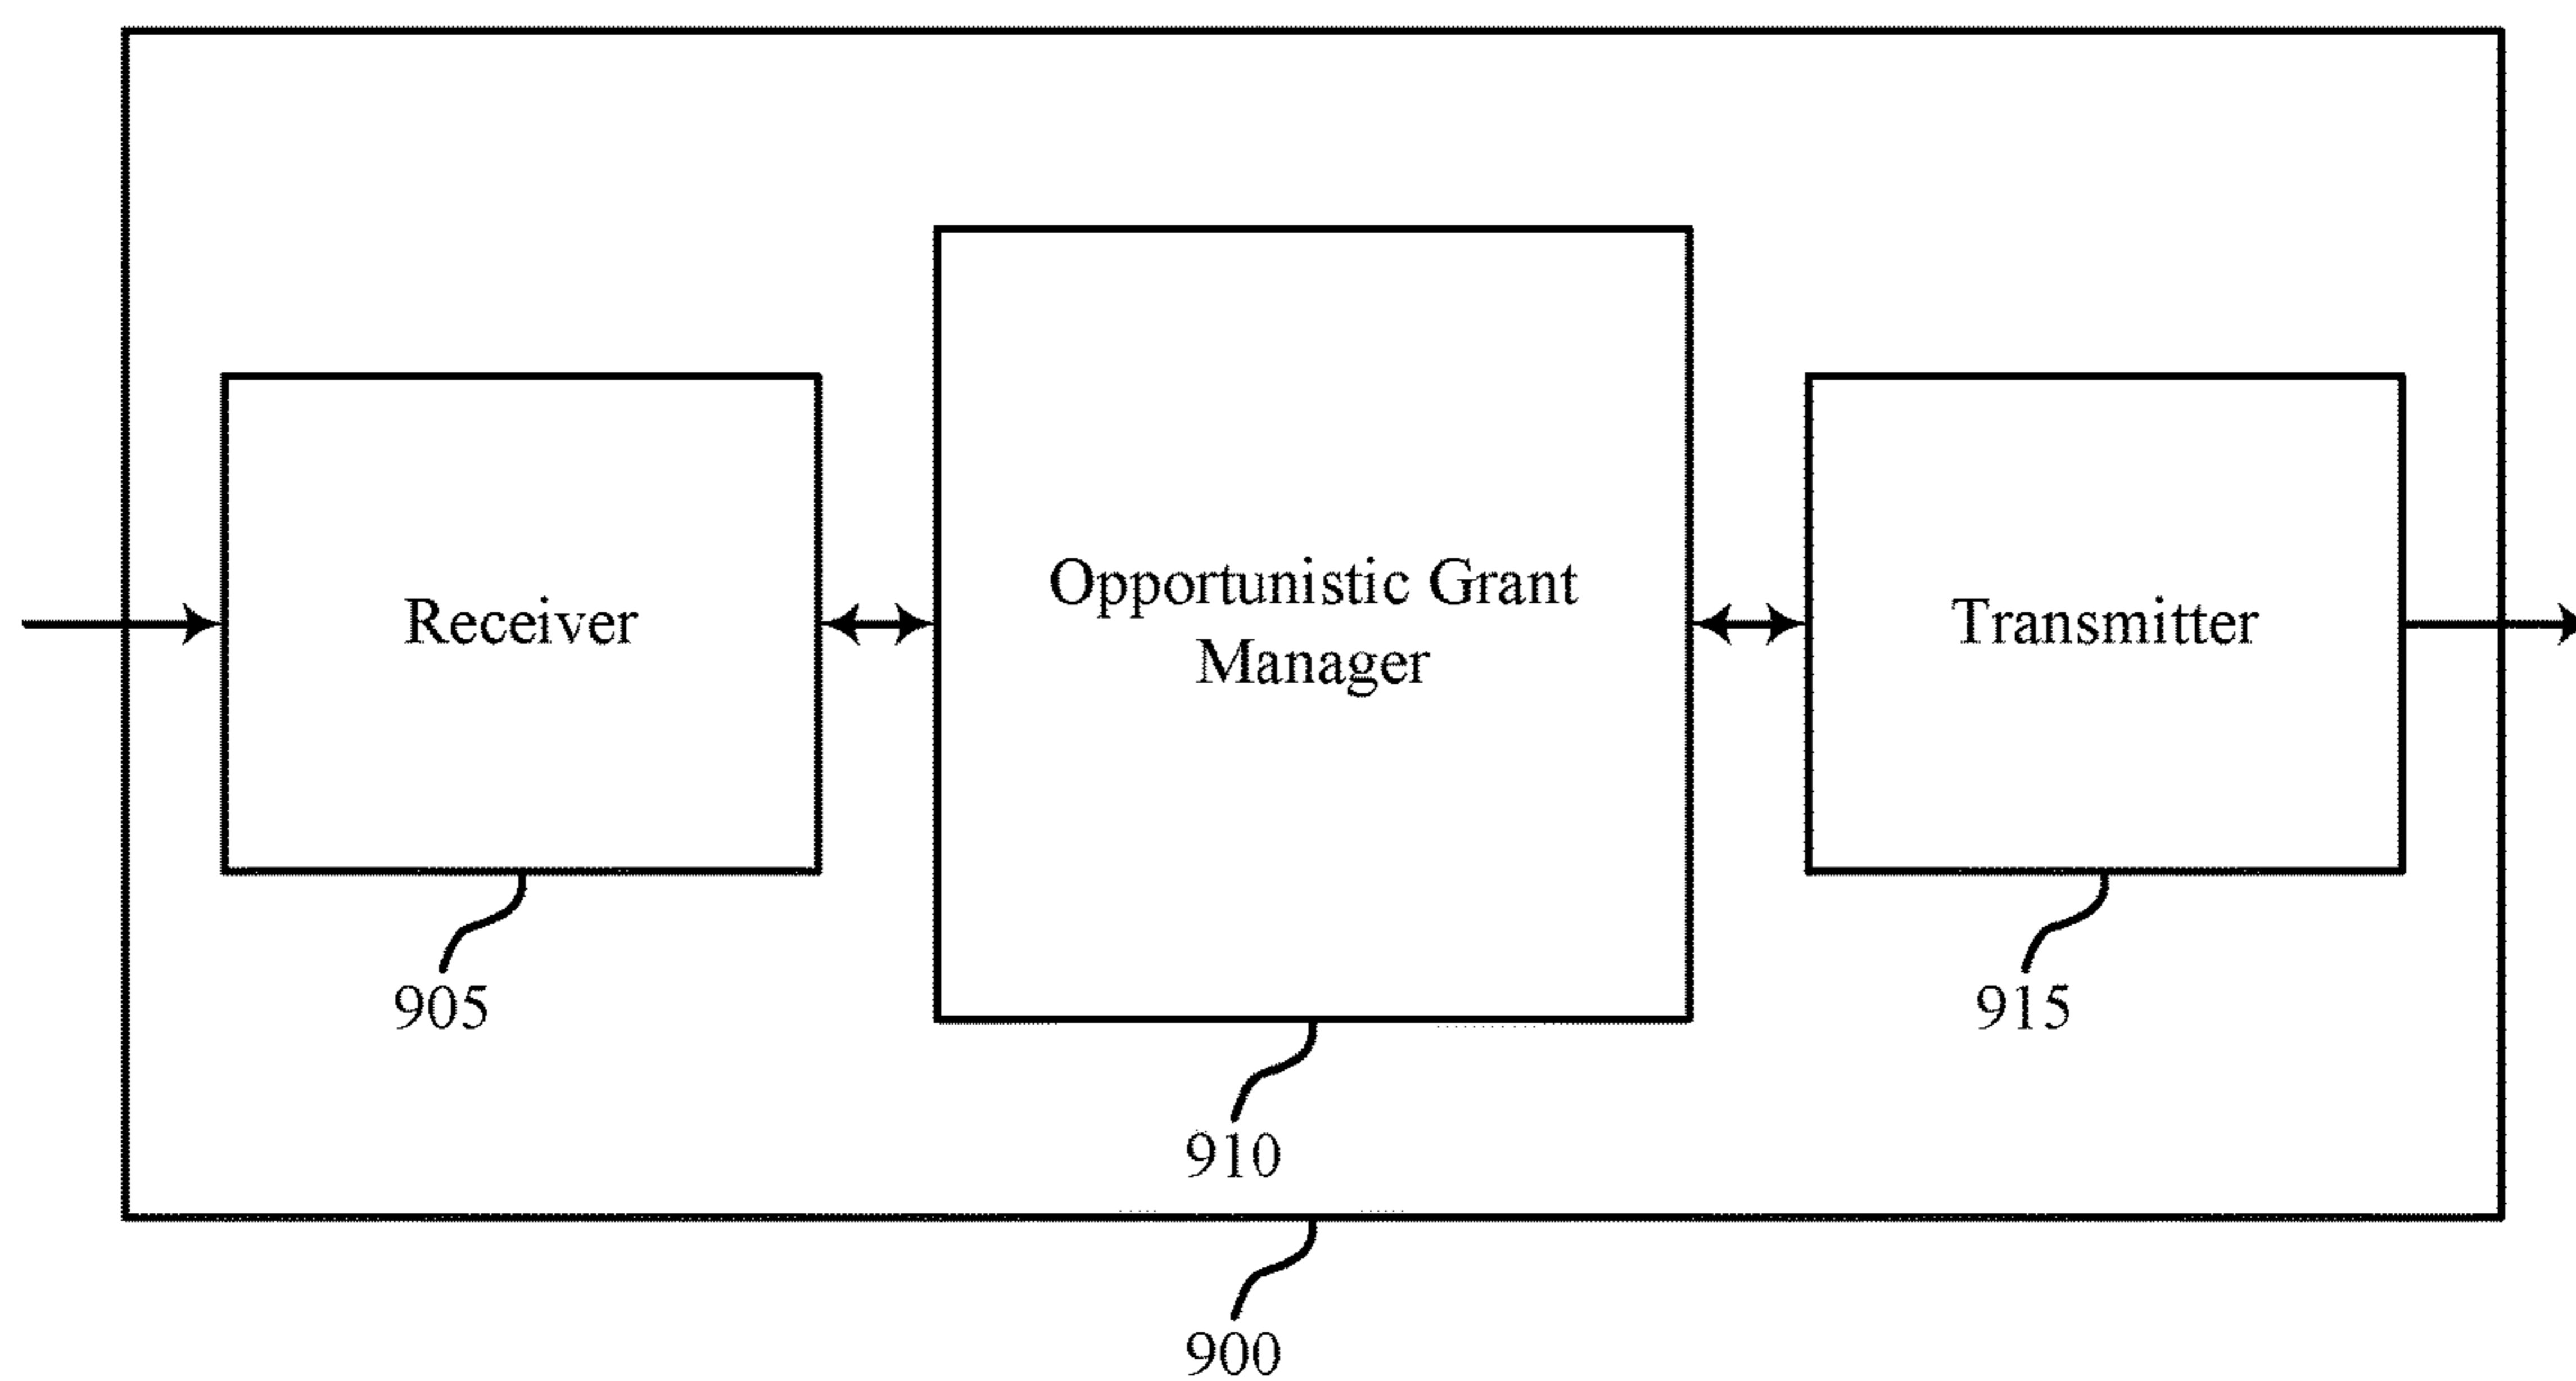 Receiver
Opportunistic Grant
Manager
Transmitter
905
915
910
900